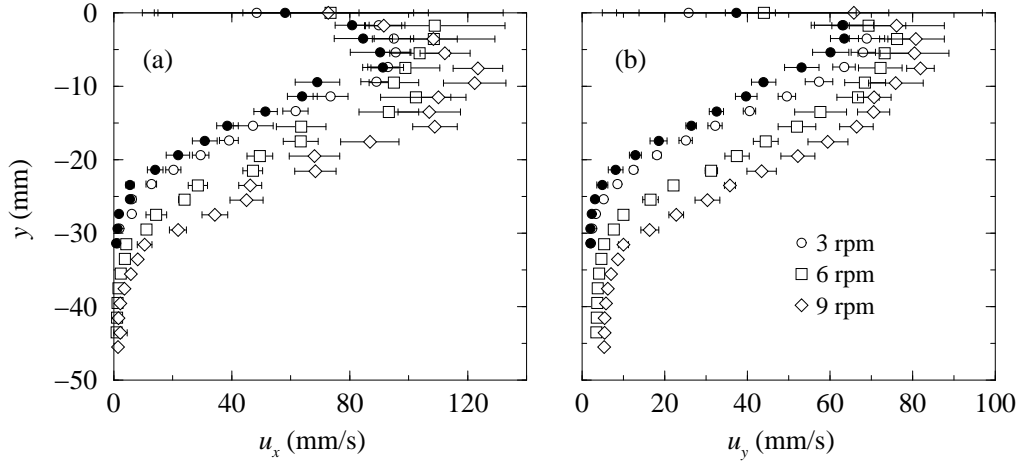 0
−10
−20
−30
−40
−50
y (mm)
(a)
0 40 80 120
u_x (mm/s)
(b)
3 rpm
6 rpm
9 rpm
0 20 40 60 80 100
u_y (mm/s)